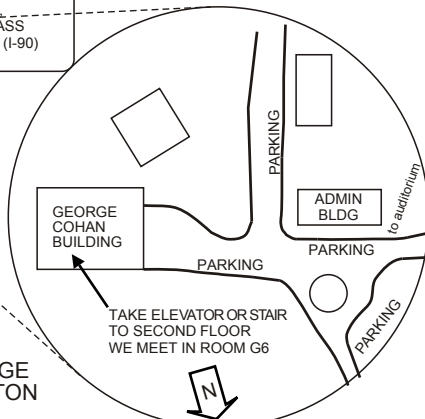 ASS
(I-90)
PARKING
ADMIN
BLDG
to auditorium
GEORGE
COHAN
BUILDING
PARKING
PARKING
TAKE ELEVATOR OR STAIR
TO SECOND FLOOR
WE MEET IN ROOM G6
PARKING
GE
TON
N